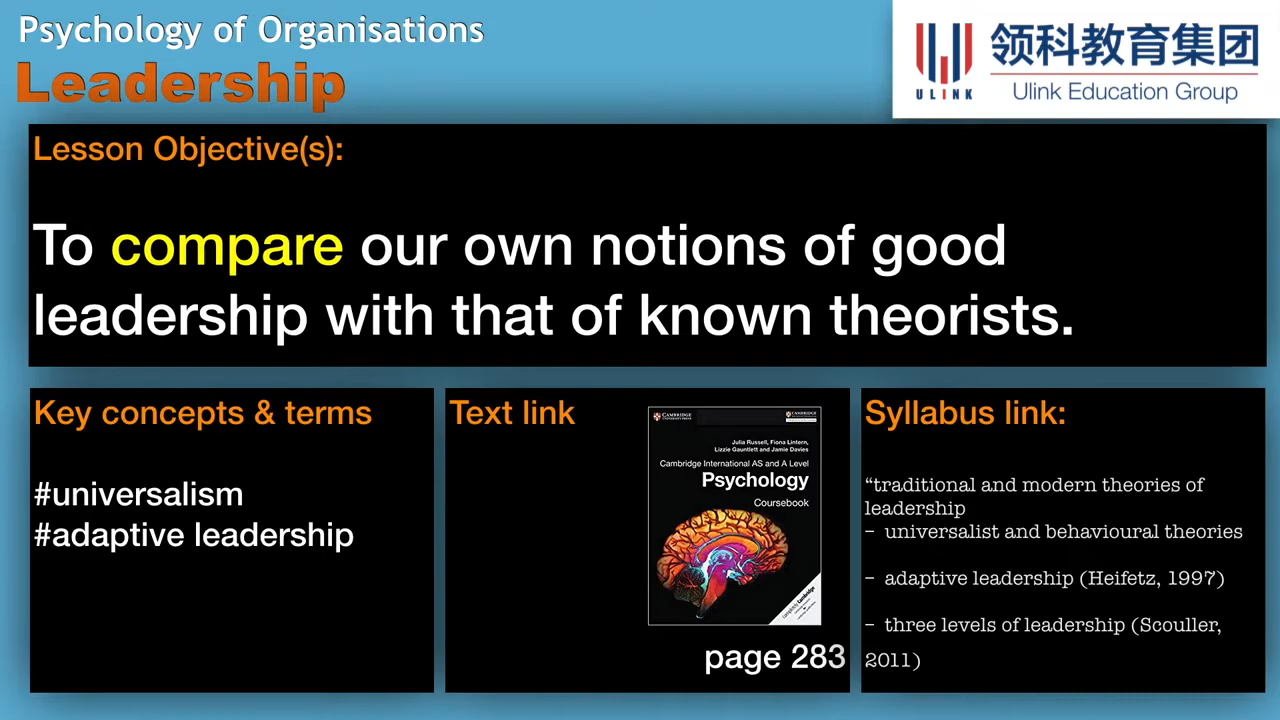 Psychology of Organisations
Leadership
ULINK
领科教育集团
Ulink Education Group
Lesson Objective(s):
To compare our own notions of good
leadership with that of known theorists.
Key concepts & terms
#universalism
#adaptive leadership
Text link
CAMBRIDGE
Julia Russell, Fiona Lintern,
Lizzie Gauntlett and Jamie Davies
Cambridge International AS and A Level
Psychology
Coursebook
page 283
Syllabus link:
“traditional and modern theories of
leadership
- universalist and behavioural theories
- adaptive leadership (Heifetz, 1997)
- three levels of leadership (Scouller,
2011)